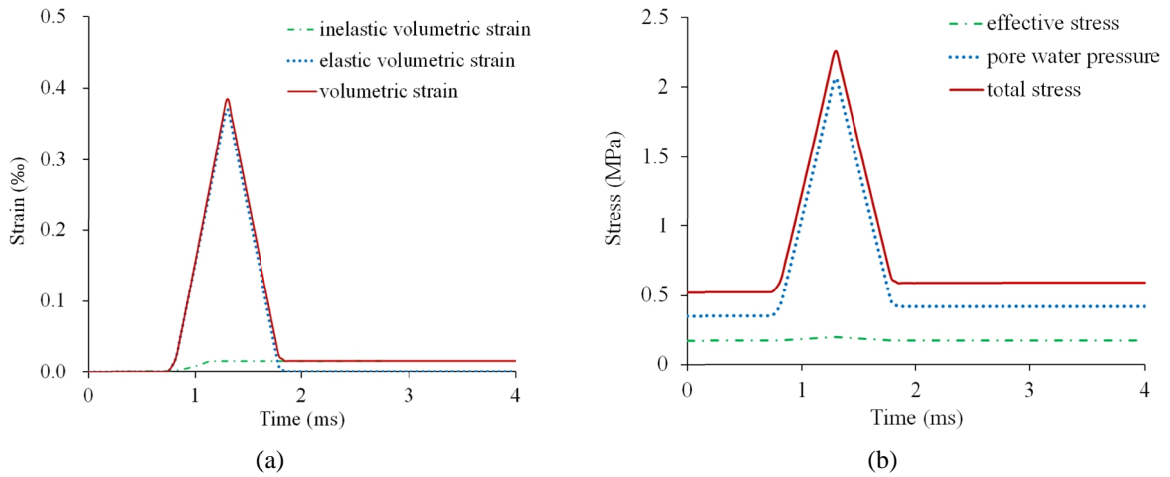 0.5
0.4
0.3
0.2
0.1
0.0
Strain (‰)
inelastic volumetric strain
elastic volumetric strain
volumetric strain
0 1 2 3 4
Time (ms)
(a)
2.5
2
1.5
1
0.5
0
Stress (MPa)
effective stress
pore water pressure
total stress
0 1 2 3 4
Time (ms)
(b)